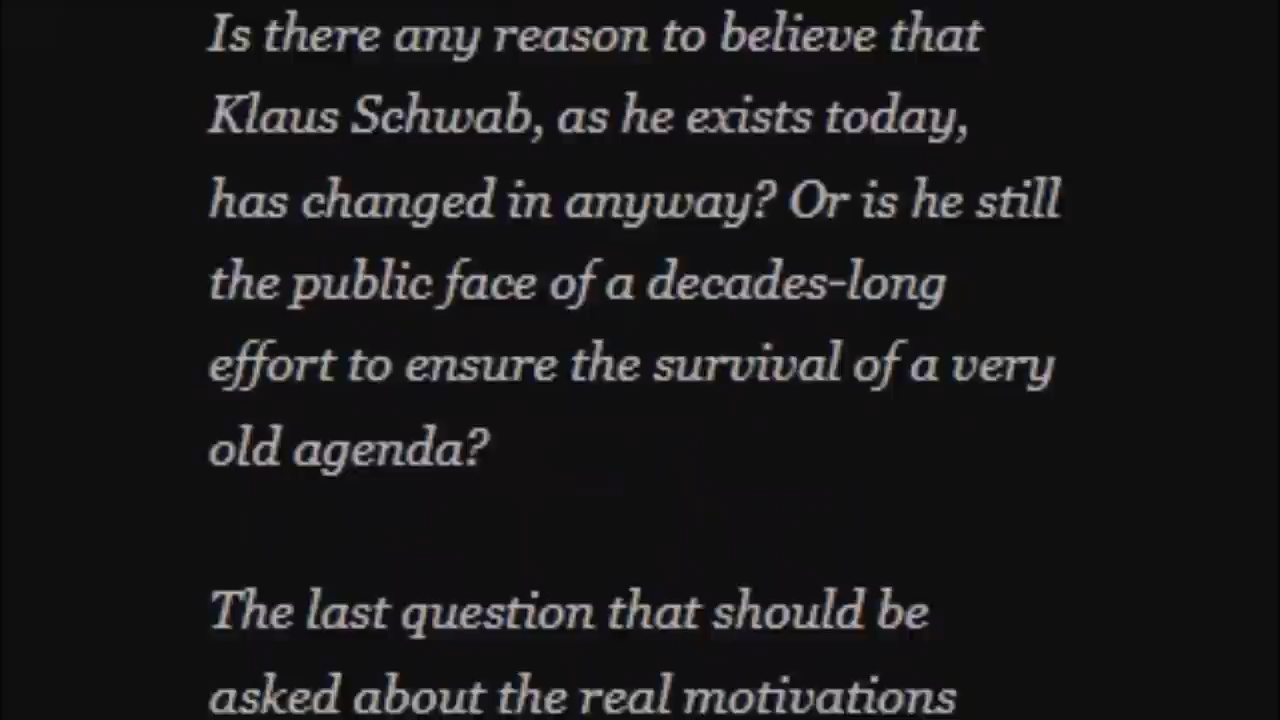 Is there any reason to believe that
Klaus Schwab, as he exists today,
has changed in anyway? Or is he still
the public face of a decades-long
effort to ensure the survival of a very
old agenda?
The last question that should be
asked about the real motivations